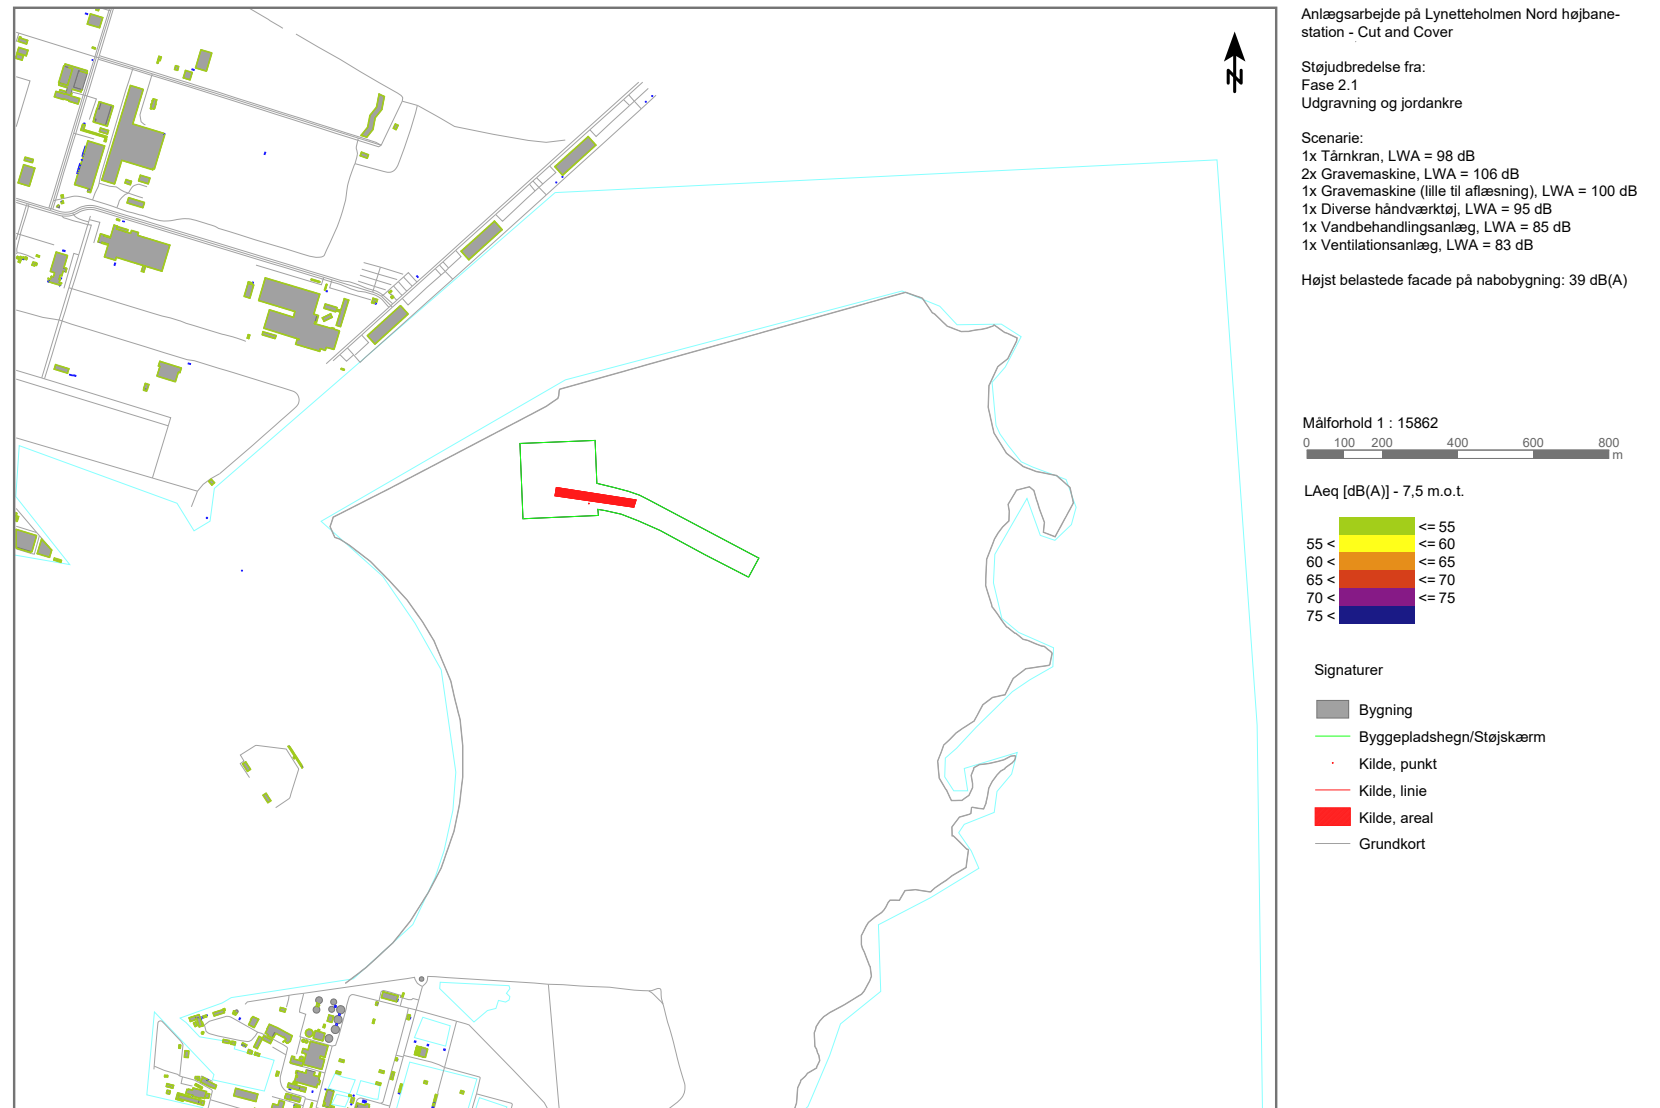 Anlægsarbejde på Lynetteholmen Nord højbane-
station - Cut and Cover
Støjudbredelse fra:
Fase 2.1
Udgravning og jordankre
Scenarie:
1x Tårnkran, LWA = 98 dB
2x Gravemaskine, LWA = 106 dB
1x Gravemaskine (lille til aflæsning), LWA = 100 dB
1x Diverse håndværktøj, LWA = 95 dB
1x Vandbehandlingsanlæg, LWA = 85 dB
1x Ventilationsanlæg, LWA = 83 dB
Højst belastede facade på nabobygning: 39 dB(A)
N
Målforhold 1 : 15862
0 100 200 400 600 800
m
LAeq [dB(A)] - 7,5 m.o.t.
<= 55
55 < <= 60
60 < <= 65
65 < <= 70
70 < <= 75
75 <
Signaturer
Bygning
Byggepladshegn/Støjskærm
Kilde, punkt
Kilde, linie
Kilde, areal
Grundkort